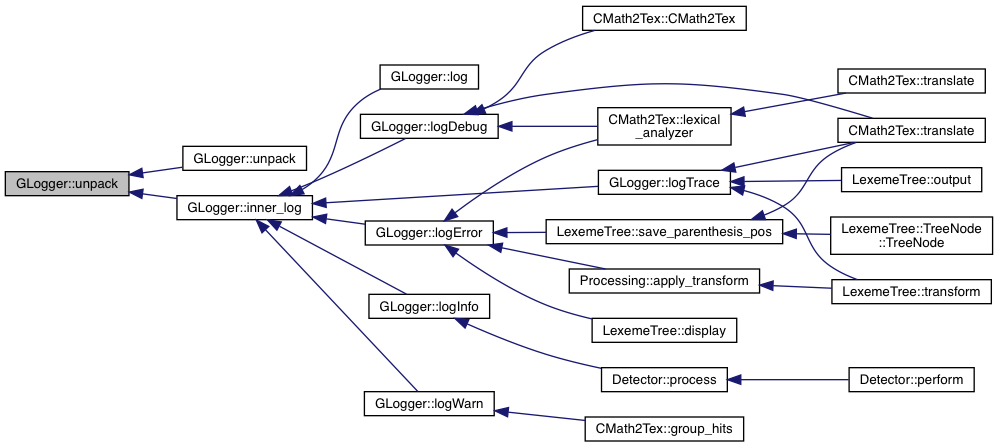 CMath2Tex::CMath2Tex
GLogger::log
CMath2Tex::translate
GLogger::logDebug
CMath2Tex::lexical
_analyzer
CMath2Tex::translate
GLogger::unpack
GLogger::unpack
GLogger::logTrace
LexemeTree::output
GLogger::inner_log
GLogger::logError
LexemeTree::save_parenthesis_pos
LexemeTree::TreeNode
::TreeNode
Processing::apply_transform
LexemeTree::transform
GLogger::logInfo
LexemeTree::display
Detector::process
Detector::perform
GLogger::logWarn
CMath2Tex::group_hits